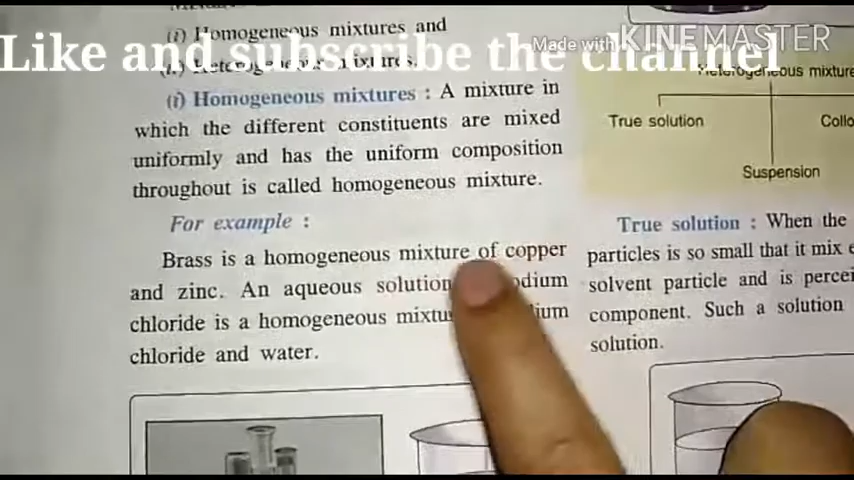 Like and subscribe the channel
Made with KINEMASTER
(i) Homogeneous mixtures and
mixtures.
(i) Homogeneous mixtures : A mixture in
which the different constituents are mixed
uniformly and has the uniform composition
throughout is called homogeneous mixture.
For example :
Brass is a homogeneous mixture of copper
and zinc. An aqueous solution
chloride is a homogeneous
chloride and water.
Heterogeneous mixture
True solution
Suspension
True solution : When the
particles is so small that it mix
solvent particle and is
component. Such a solution
solution.